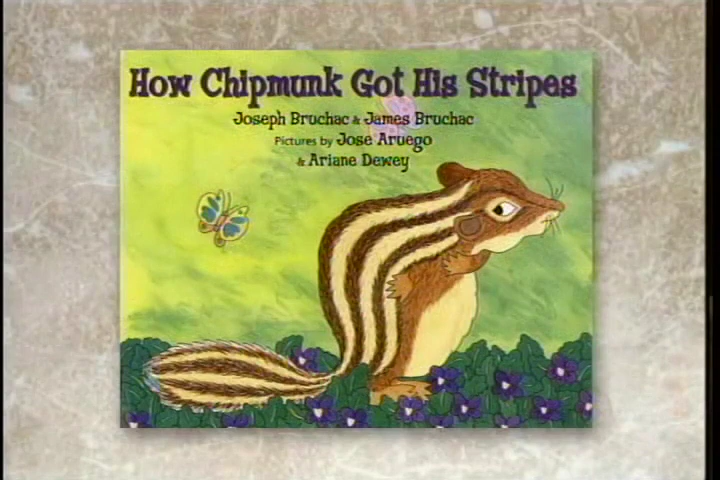 How Chipmunk Got His Stripes
Joseph Bruchac & James Bruchac
Pictures by Jose Aruego
& Ariane Dewey